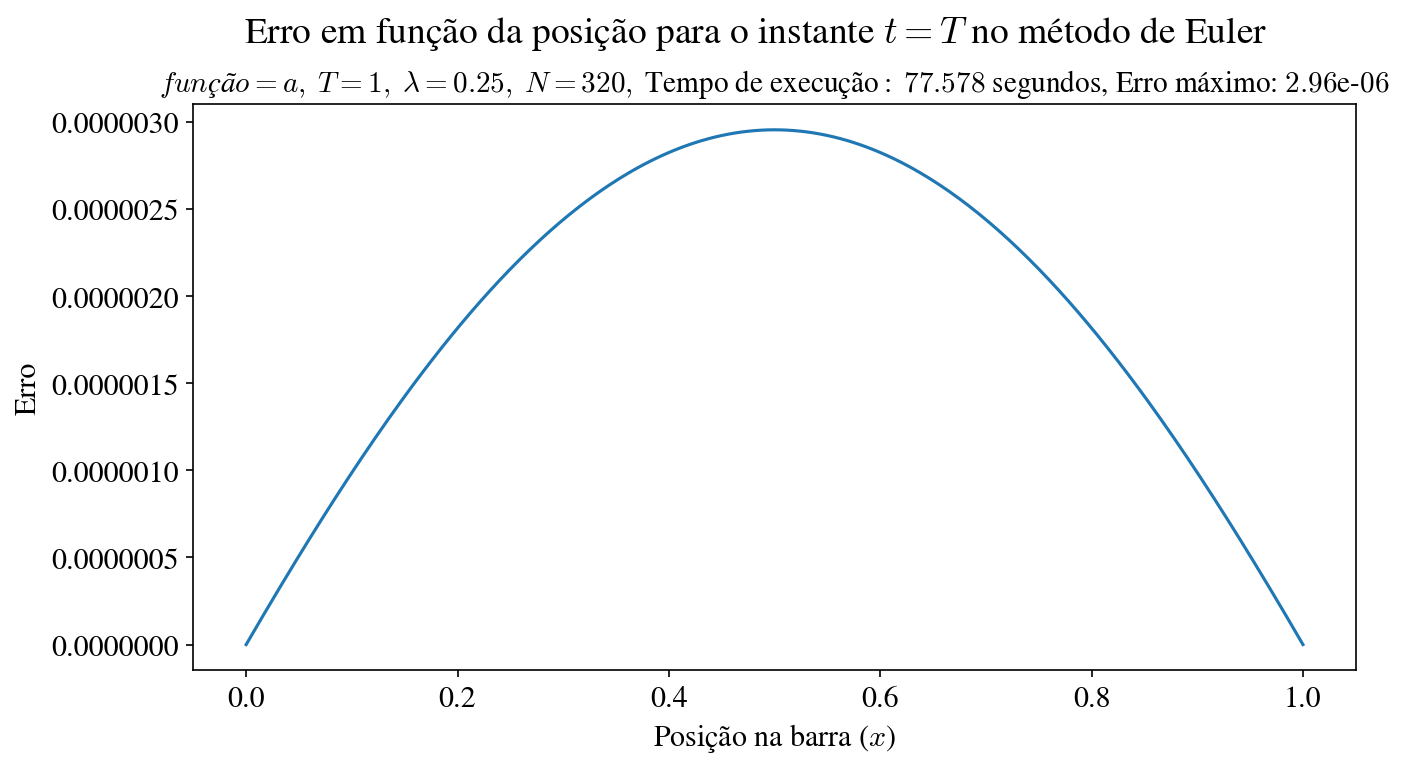 Erro em função da posição para o instante t = T no método de Euler
função = a, T = 1, λ = 0.25, N = 320, Tempo de execução : 77.578 segundos, Erro máximo: 2.96e-06
0.0000030
0.0000025
0.0000020
0.0000015
0.0000010
0.0000005
0.0000000
Erro
0.0 0.2 0.4 0.6 0.8 1.0
Posição na barra (x)